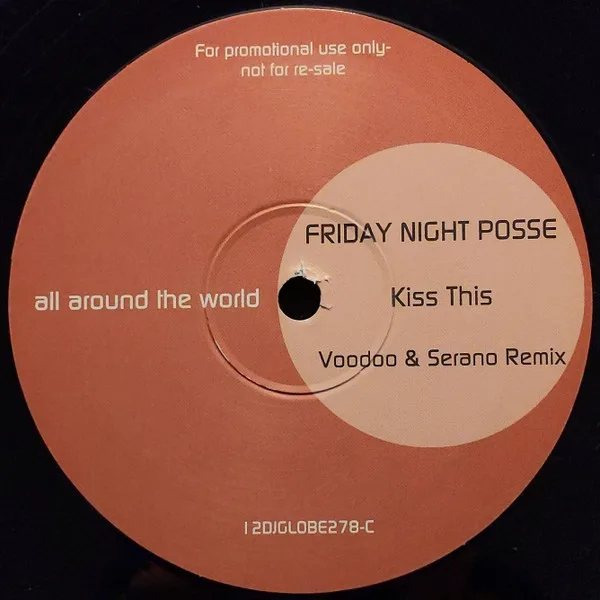 For promotional use only-
not for re-sale
FRIDAY NIGHT POSSE
all around the world
Kiss This
Voodoo & Serano Remix
12DJGLOBE278-C